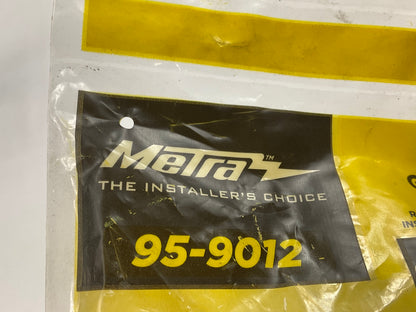 Metra™
THE INSTALLER'S CHOICE
95-9012